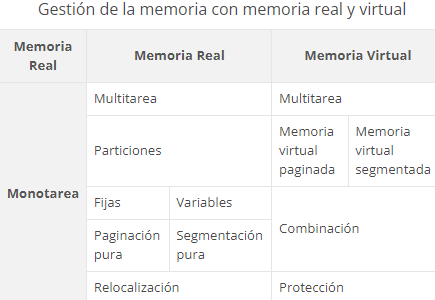 Gestión de la memoria con memoria real y virtual
Memoria Real
Memoria Real
Memoria Virtual
Monotarea
Multitarea
Multitarea
Particiones
Memoria virtual paginada
Memoria virtual segmentada
Fijas
Variables
Combinación
Paginación pura
Segmentación pura
Relocalización
Protección